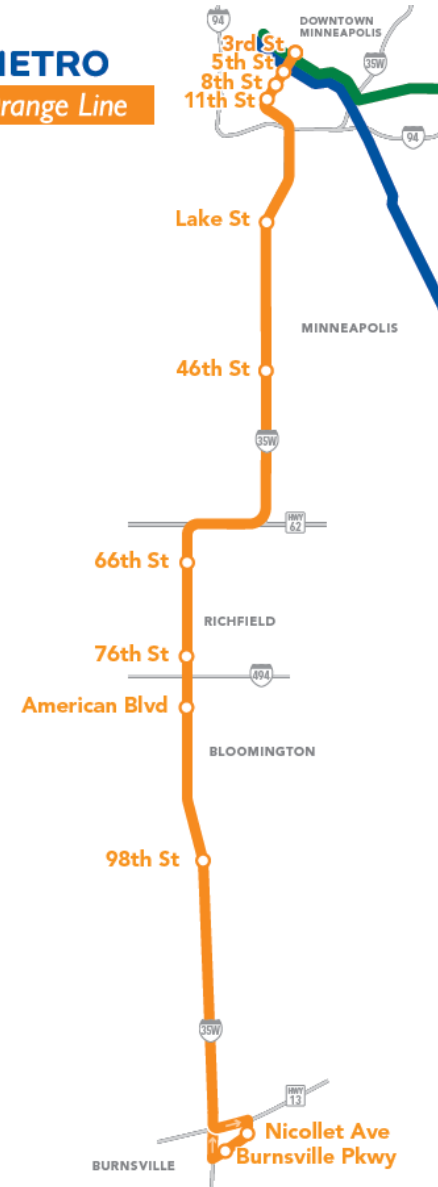 94
DOWNTOWN
MINNEAPOLIS
3rd St
5th St
35W
8th St
METRO
11th St
Orange Line
94
Lake St
MINNEAPOLIS
46th St
35W
HWY
62
66th St
RICHFIELD
76th St
494
American Blvd
BLOOMINGTON
98th St
35W
HWY
13
Nicollet Ave
Burnsville Pkwy
BURNSVILLE